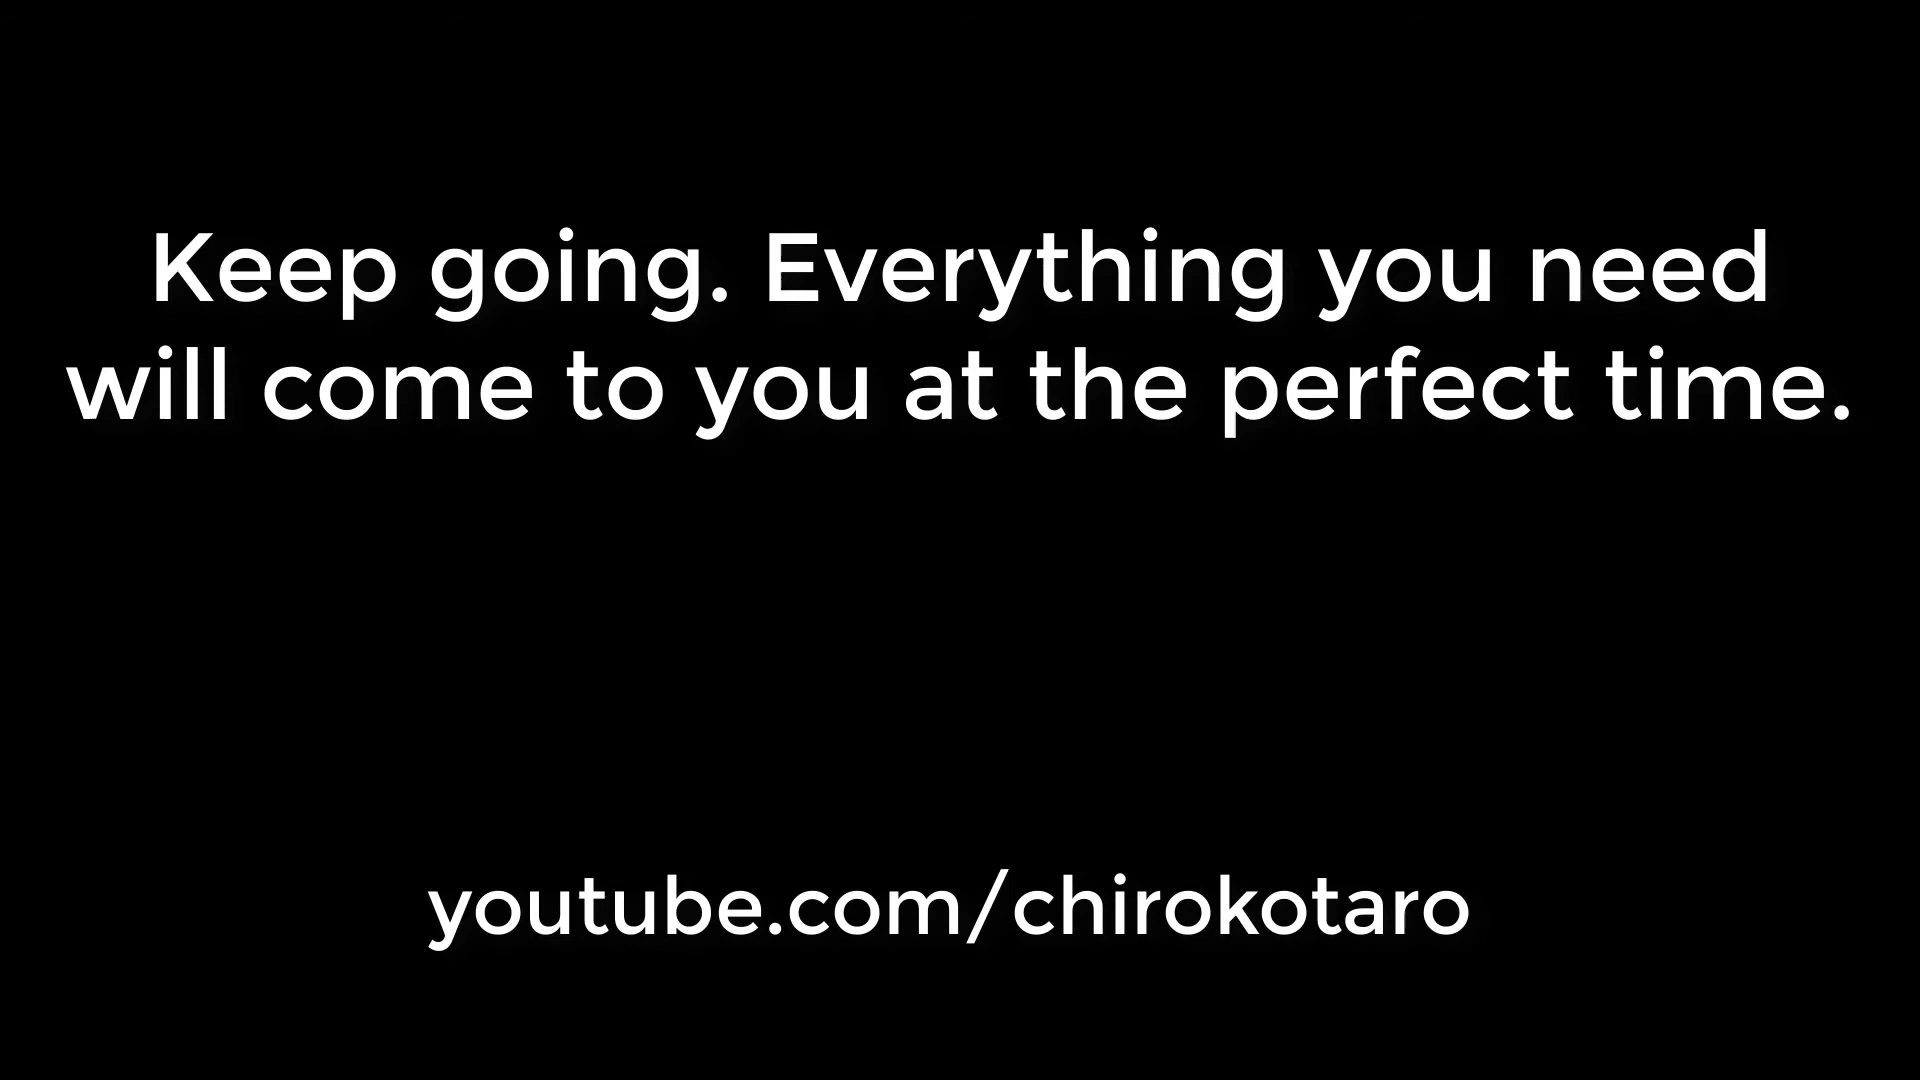 Keep going. Everything you need
will come to you at the perfect time.
youtube.com/chirokotaro